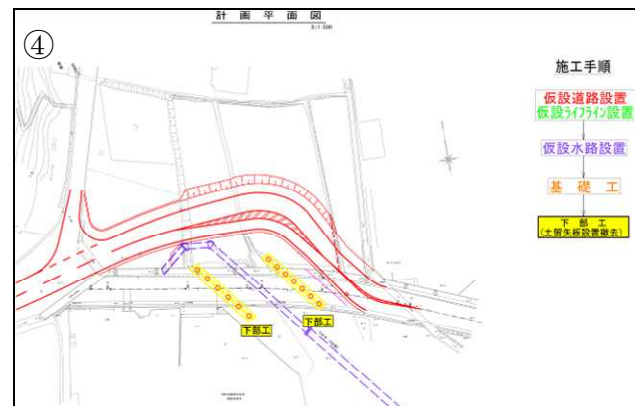 計画平面図
S=1:500
④
施工手順
仮設道路設置
仮設ﾗｲﾌﾗｲﾝ設置
仮設水路設置
基礎工
下部工
(土留矢板設置撤去)
下部工
下部工